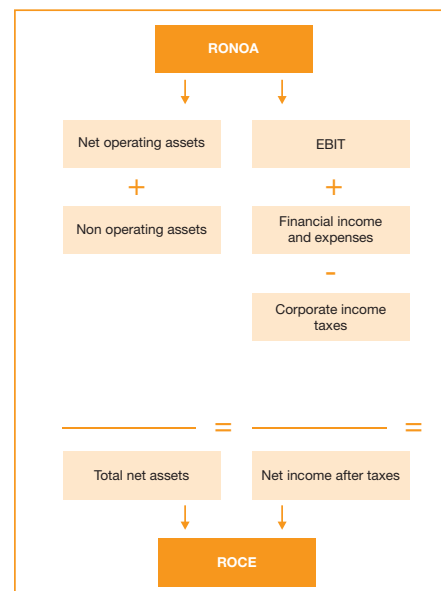 RONOA
Net operating assets
EBIT
+
+
Non operating assets
Financial income
and expenses
-
Corporate income
taxes
=
=
Total net assets
Net income after taxes
ROCE